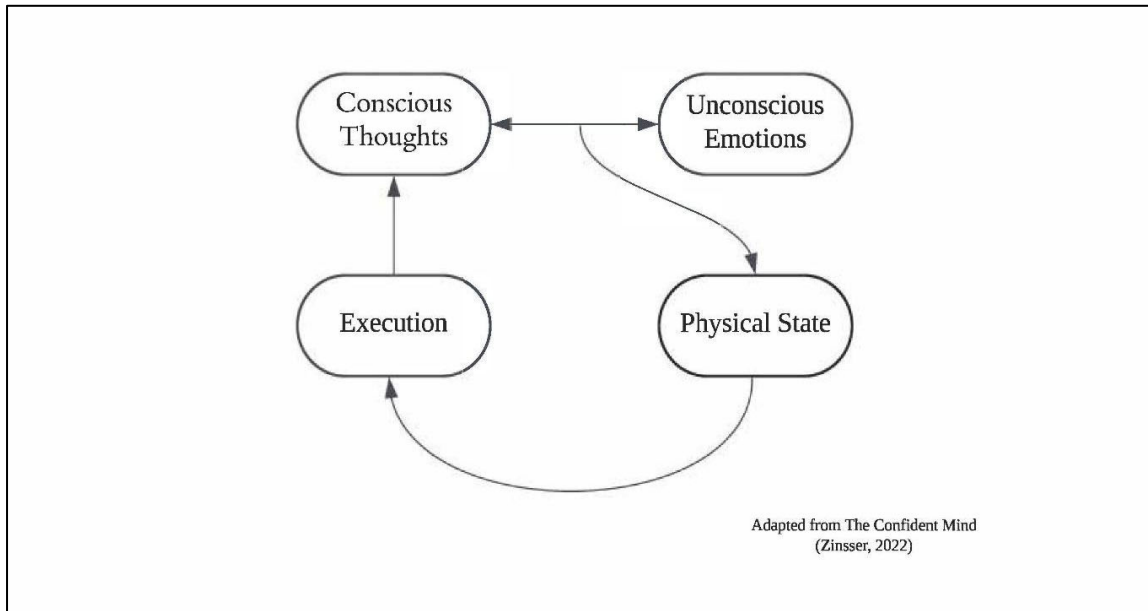 Conscious
Thoughts
Unconscious
Emotions
Execution
Physical State
Adapted from The Confident Mind
(Zinsser, 2022)